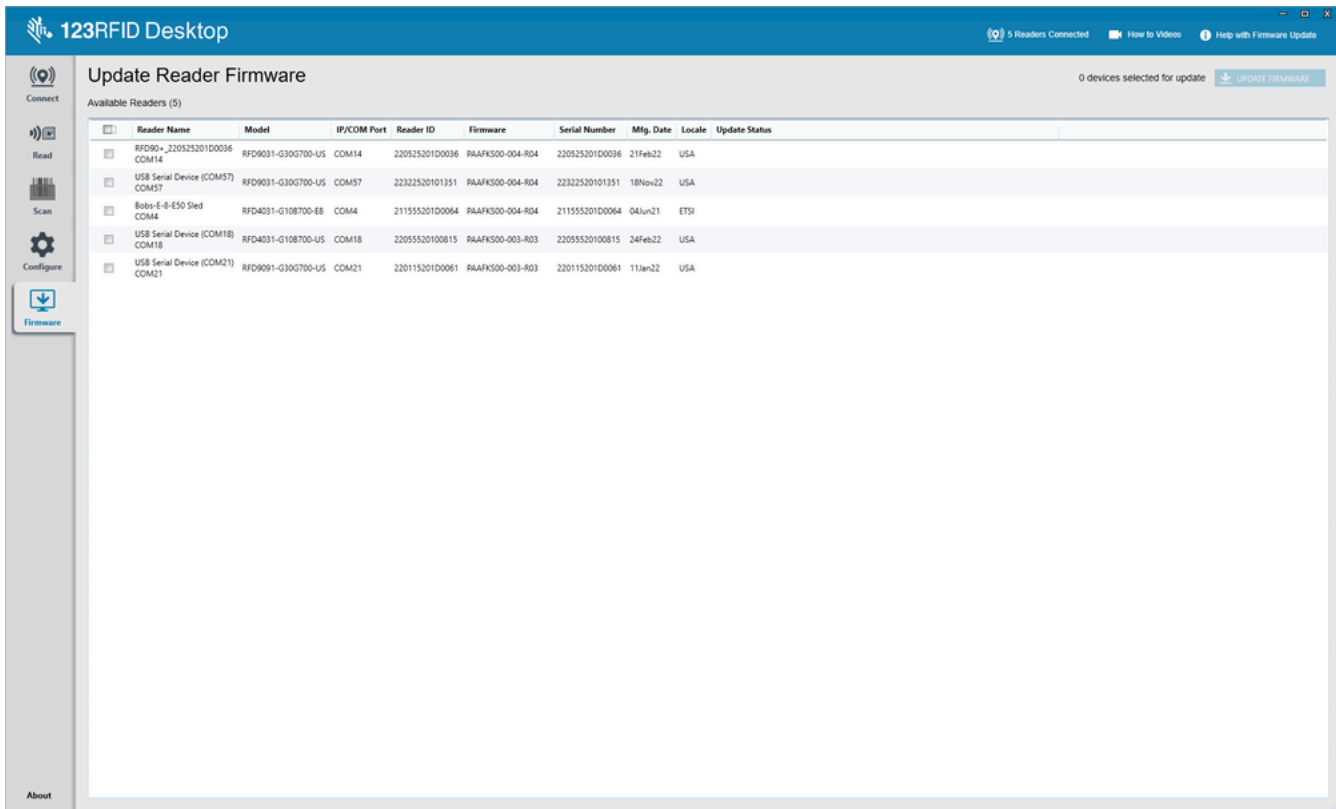 123RFID Desktop
5 Readers Connected How to Videos Help with Firmware Update
Connect
Read
Scan
Configure
Firmware
About
Update Reader Firmware
0 devices selected for update UPDATE FIRMWARE
Available Readers (5)
Reader Name Model IP/COM Port Reader ID Firmware Serial Number Mfg. Date Locale Update Status
RFD90+_220525201D0036
COM14 RFD9031-G30G700-US COM14 220525201D0036 PAAFKS00-004-R04 220525201D0036 21Feb22 USA
USB Serial Device (COM57)
COM57 RFD9031-G30G700-US COM57 22322520101351 PAAFKS00-004-R04 22322520101351 18Nov22 USA
Bobs-E-8-E50 Sled
COM4 RFD4031-G10B700-E8 COM4 211555201D0064 PAAFKS00-004-R04 211555201D0064 04Jun21 ETSI
USB Serial Device (COM18)
COM18 RFD4031-G10B700-US COM18 22055520100815 PAAFKS00-003-R03 22055520100815 24Feb22 USA
USB Serial Device (COM21)
COM21 RFD9091-G30G700-US COM21 220115201D0061 PAAFKS00-003-R03 220115201D0061 11Jan22 USA